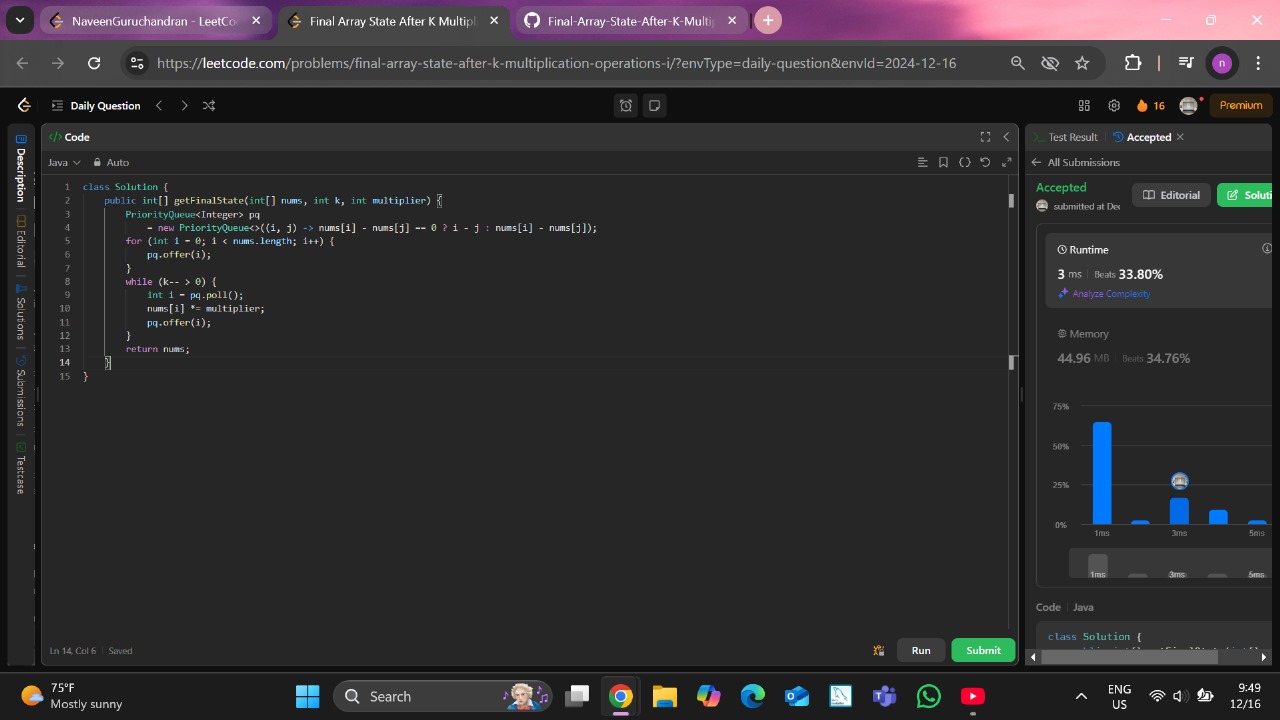 NaveenGuruchandran - LeetCo
Final Array State After K Multipl
Final-Array-State-After-K-Multi
https://leetcode.com/problems/final-array-state-after-k-multiplication-operations-i/?envType=daily-question&envId=2024-12-16
n
Daily Question
16
Premium
Description
Editorial
Solutions
Submissions
Testcase
Code
Java
Auto
1 class Solution {
2 public int[] getFinalState(int[] nums, int k, int multiplier) {
3 PriorityQueue<Integer> pq
4 = new PriorityQueue<>((i, j) -> nums[i] - nums[j] == 0 ? i - j : nums[i] - nums[j]);
5 for (int i = 0; i < nums.length; i++) {
6 pq.offer(i);
7 }
8 while (k-- > 0) {
9 int i = pq.poll();
10 nums[i] *= multiplier;
11 pq.offer(i);
12 }
13 return nums;
14 }
15 }
Ln 14, Col 6 | Saved
Run
Submit
Test Result
Accepted
All Submissions
Accepted
submitted at Dec
Editorial
Soluti
Runtime
3 ms | Beats 33.80%
Analyze Complexity
Memory
44.96 MB | Beats 34.76%
75%
50%
25%
0%
1ms 3ms 5ms
1ms 3ms 5ms
Code | Java
class Solution {
75°F
Mostly sunny
Search
ENG
US
9:49
12/16